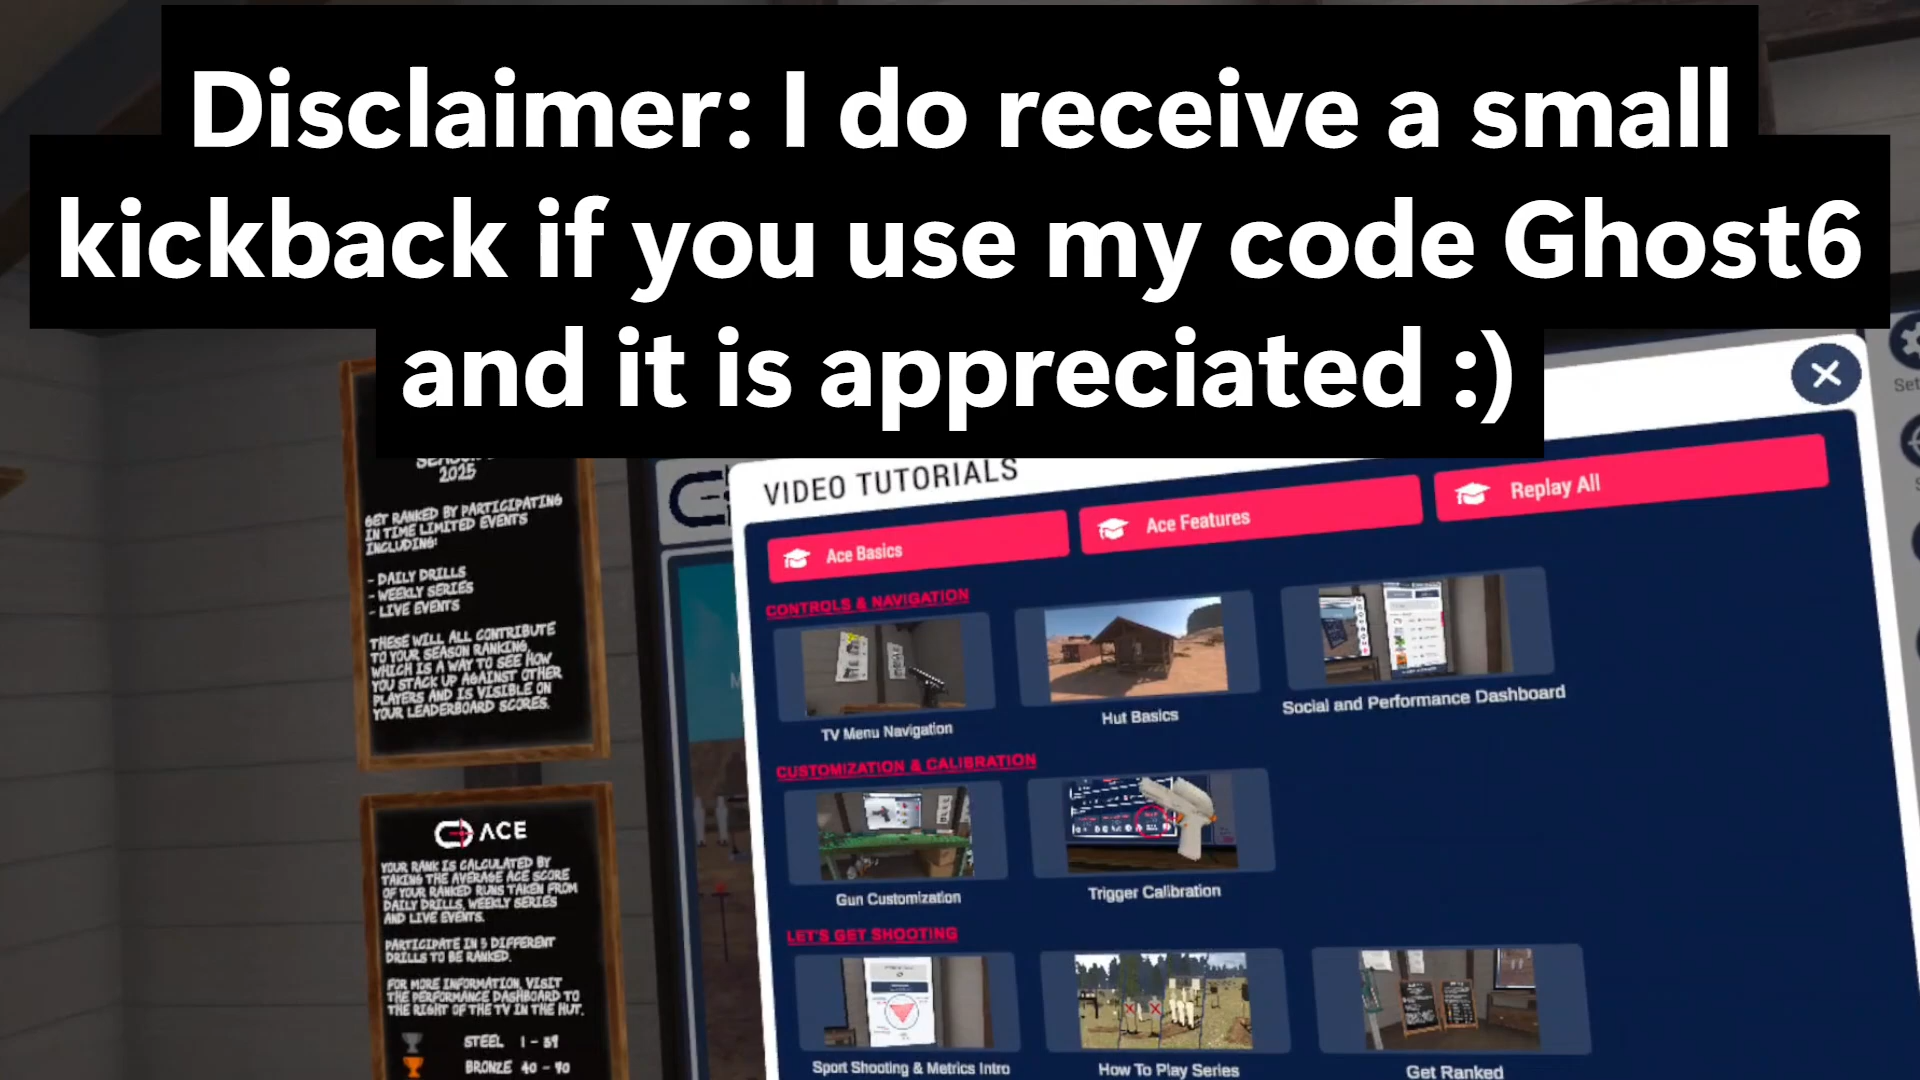 Disclaimer: I do receive a small
kickback if you use my code Ghost6
and it is appreciated :)
2025
GET RANKED BY PARTICIPATING
IN TIME LIMITED EVENTS
INCLUDING:
- DAILY DRILLS
- WEEKLY SERIES
- LIVE EVENTS
THESE WILL ALL CONTRIBUTE
TO YOUR SEASON RANKING,
WHICH IS A WAY TO SEE HOW
YOU STACK UP AGAINST OTHER
PLAYERS AND IS VISIBLE ON
YOUR LEADERBOARD SCORES.
ACE
YOUR RANK IS CALCULATED BY
TAKING THE AVERAGE ACE SCORE
OF YOUR RANKED RUNS TAKEN FROM
DAILY DRILLS, WEEKLY SERIES
AND LIVE EVENTS.
PARTICIPATE IN 5 DIFFERENT
DRILLS TO BE RANKED.
FOR MORE INFORMATION, VISIT
THE PERFORMANCE DASHBOARD TO
THE RIGHT OF THE TV IN THE HUT.
STEEL 1 - 39
BRONZE 40 - 70
VIDEO TUTORIALS
Ace Basics
Ace Features
Replay All
CONTROLS & NAVIGATION
TV Menu Navigation
Hut Basics
Social and Performance Dashboard
CUSTOMIZATION & CALIBRATION
Gun Customization
Trigger Calibration
LET'S GET SHOOTING
Sport Shooting & Metrics Intro
How To Play Series
Get Ranked